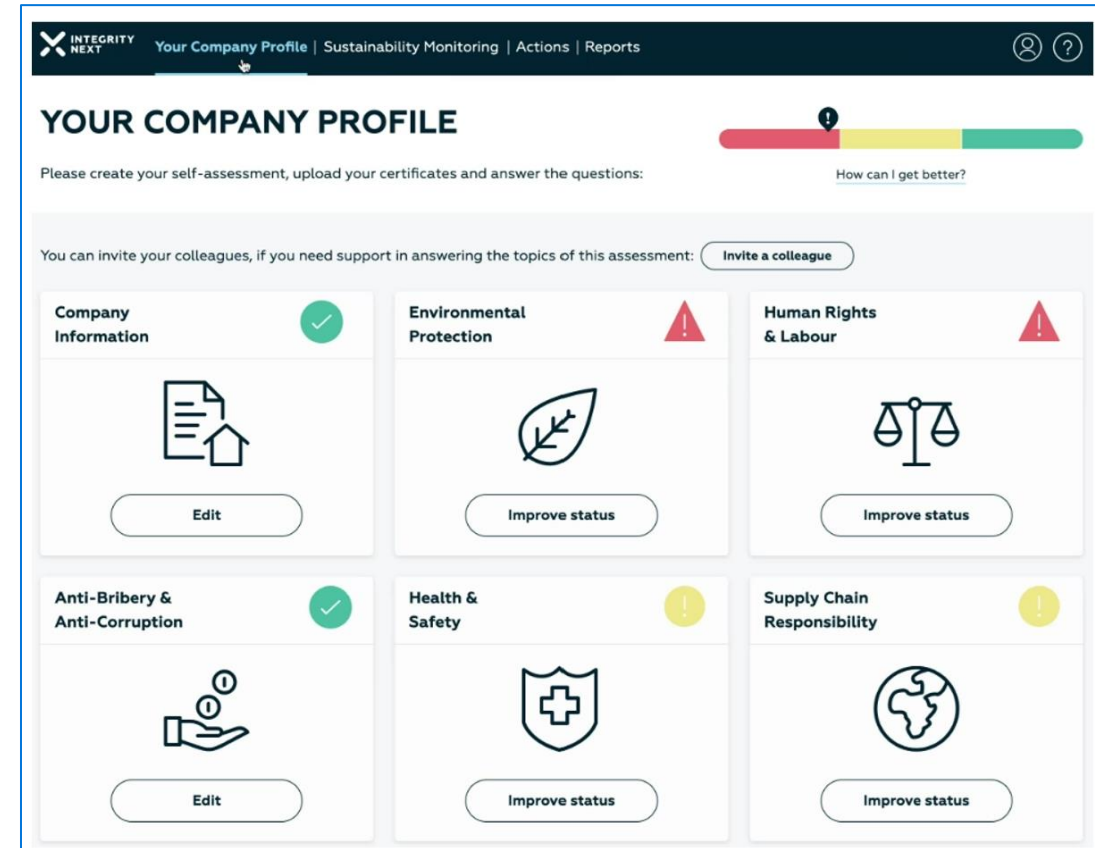 INTEGRITY
NEXT
Your Company Profile | Sustainability Monitoring | Actions | Reports
?
YOUR COMPANY PROFILE
!
Please create your self-assessment, upload your certificates and answer the questions:
How can I get better?
You can invite your colleagues, if you need support in answering the topics of this assessment:
Invite a colleague
Company
Information
Environmental
Protection
!
Human Rights
& Labour
!
Edit
Improve status
Improve status
Anti-Bribery &
Anti-Corruption
Health &
Safety
!
Supply Chain
Responsibility
!
Edit
Improve status
Improve status